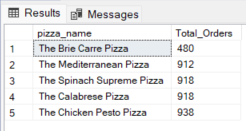 Results Messages
pizza_name Total_Orders
1 The Brie Carre Pizza 480
2 The Mediterranean Pizza 912
3 The Spinach Supreme Pizza 918
4 The Calabrese Pizza 918
5 The Chicken Pesto Pizza 938